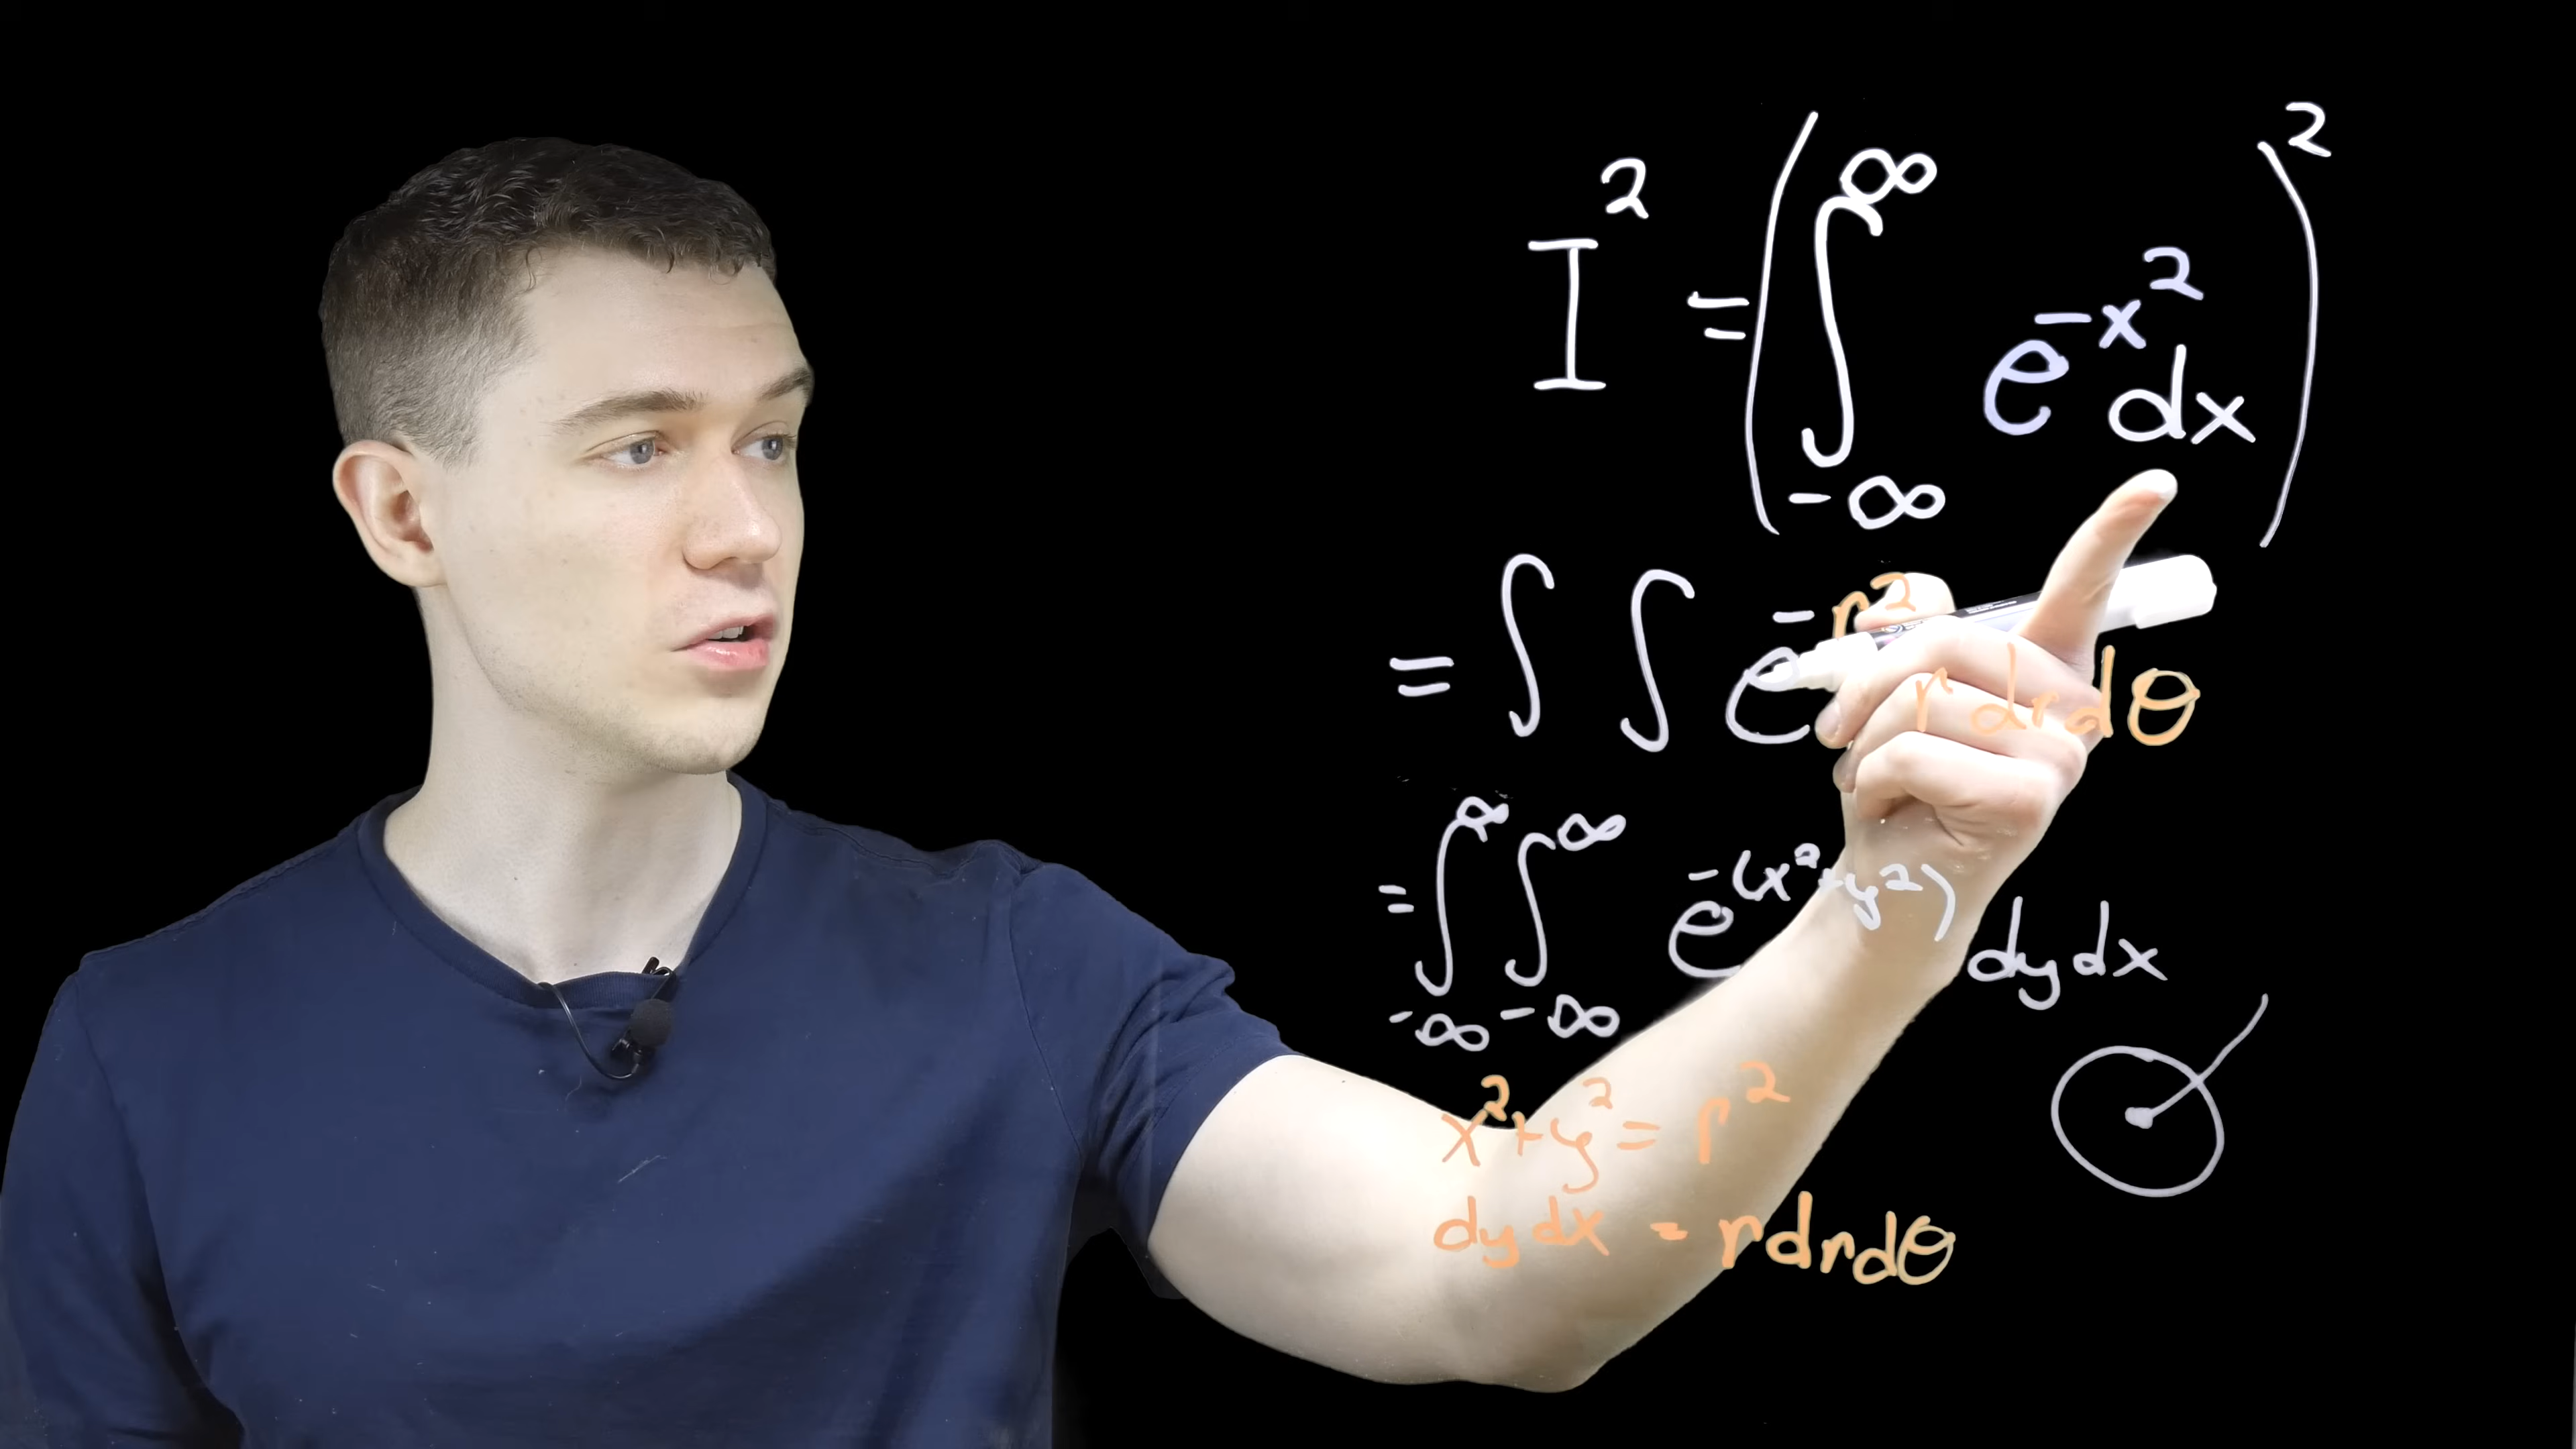 I² = (∫_{-∞}^{∞} e^{-x²} dx)²
= ∫ ∫ e^{-r²} r dr dθ
= ∫_{-∞}^{∞} ∫_{-∞}^{∞} e^{-(x²+y²)} dy dx
x² + y² = r²
dy dx = r dr dθ